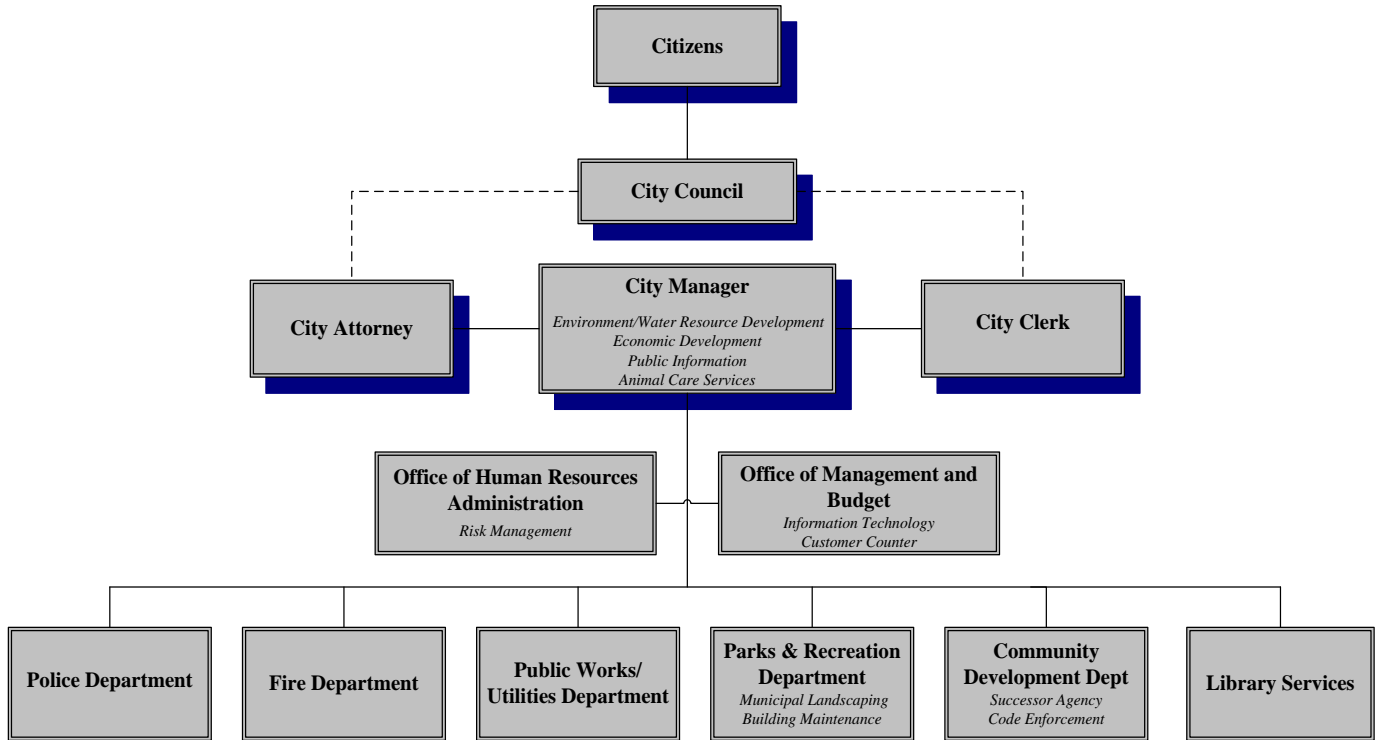 Citizens
City Council
City Attorney
City Manager
Environment/Water Resource Development
Economic Development
Public Information
Animal Care Services
City Clerk
Office of Human Resources
Administration
Risk Management
Office of Management and
Budget
Information Technology
Customer Counter
Police Department
Fire Department
Public Works/
Utilities Department
Parks & Recreation
Department
Municipal Landscaping
Building Maintenance
Community
Development Dept
Successor Agency
Code Enforcement
Library Services